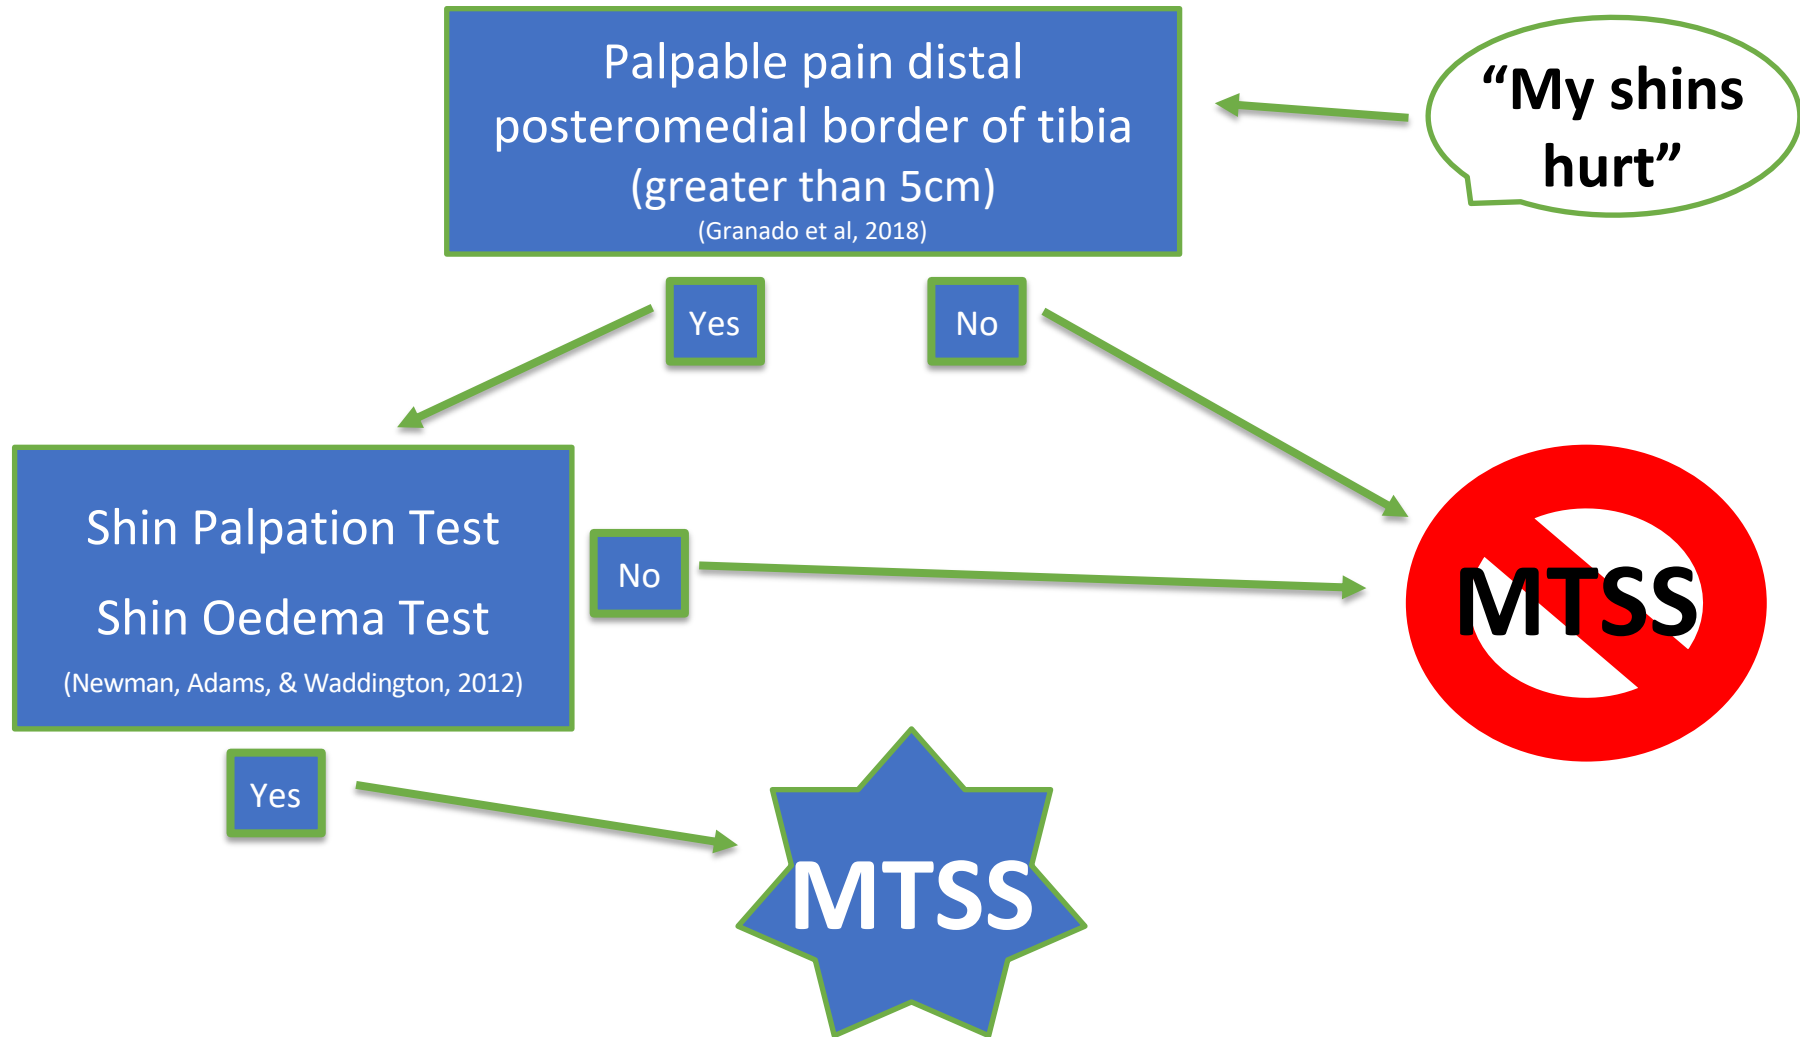 Palpable pain distal
posteromedial border of tibia
(greater than 5cm)
(Granado et al, 2018)
“My shins
hurt”
Yes
No
Shin Palpation Test
Shin Oedema Test
(Newman, Adams, & Waddington, 2012)
No
MTSS
Yes
MTSS